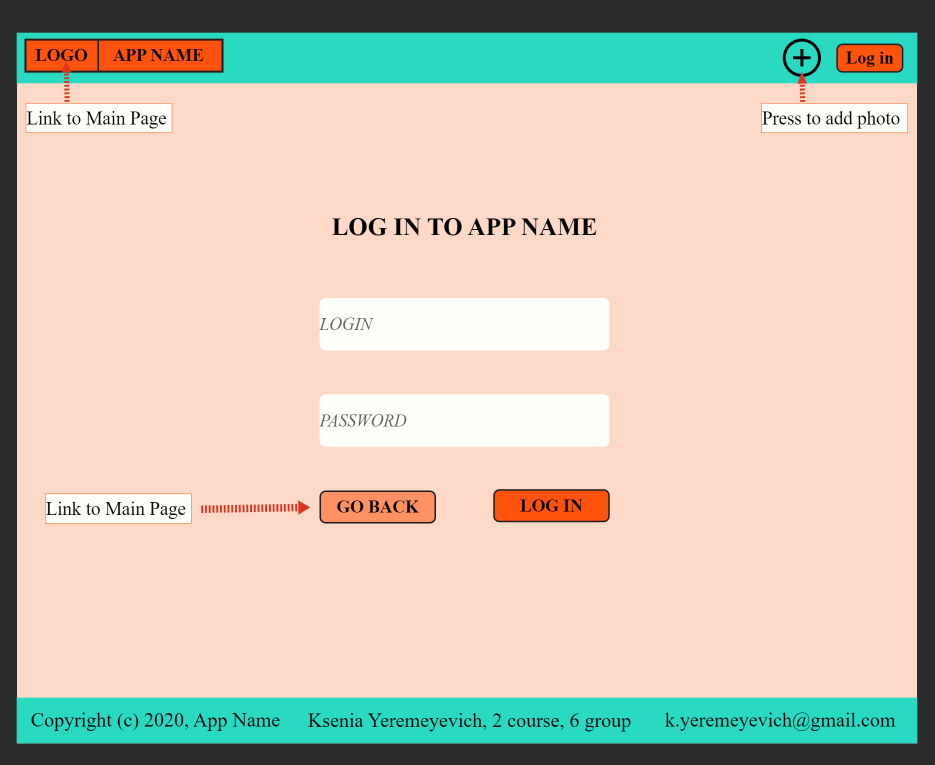 LOGO APP NAME
Log in
Link to Main Page
Press to add photo
LOG IN TO APP NAME
LOGIN
PASSWORD
Link to Main Page
GO BACK
LOG IN
Copyright (c) 2020, App Name
Ksenia Yeremeyevich, 2 course, 6 group
k.yeremeyevich@gmail.com